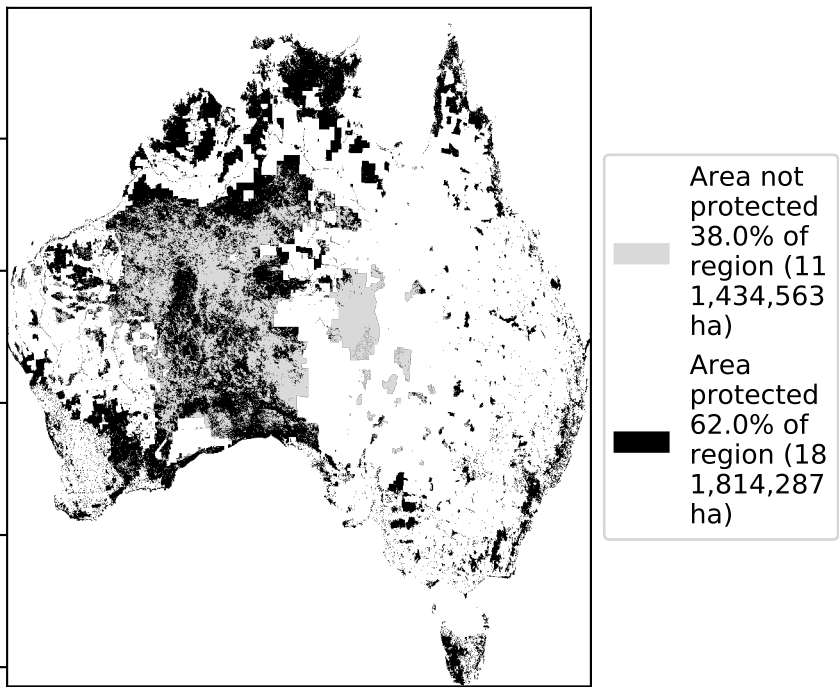 Area not
protected
38.0% of
region (11
1,434,563
ha)
Area
protected
62.0% of
region (18
1,814,287
ha)